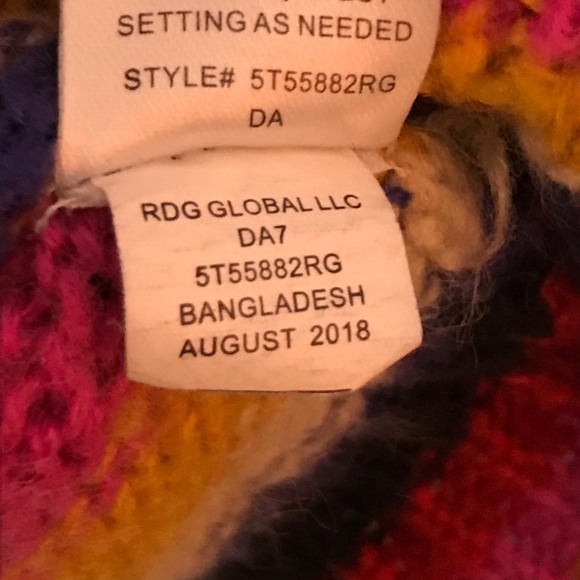 SETTING AS NEEDED
STYLE# 5T55882RG
DA
RDG GLOBAL LLC
DA7
5T55882RG
BANGLADESH
AUGUST 2018